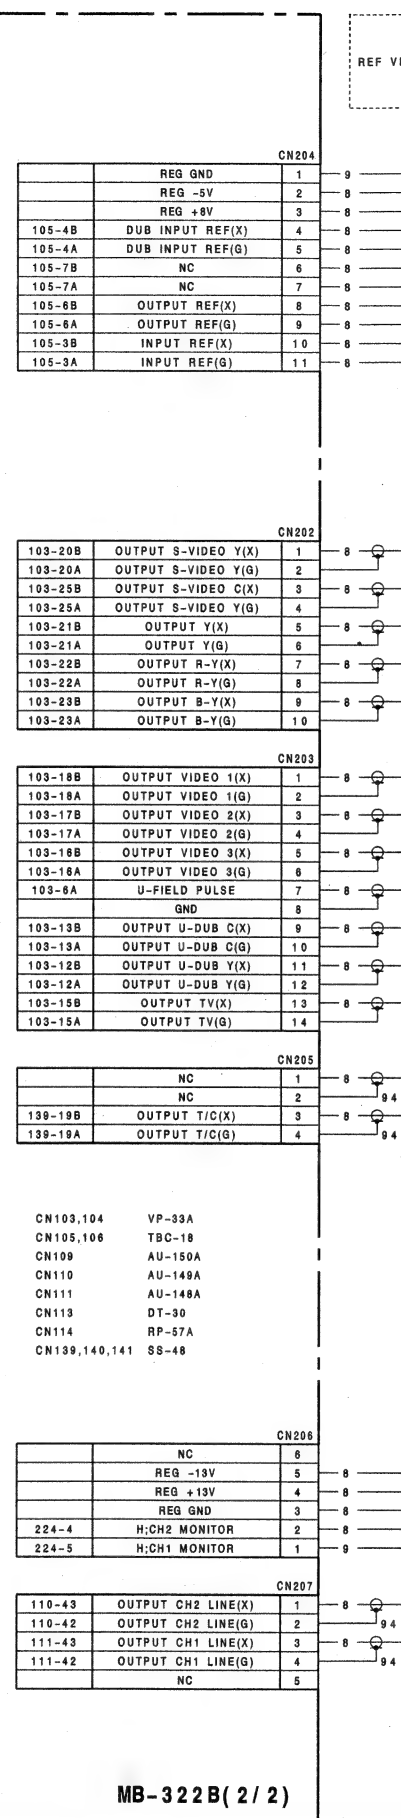 REF V
CN204
REG GND 1 9
REG -5V 2 8
REG +8V 3 8
105-4B DUB INPUT REF(X) 4 8
105-4A DUB INPUT REF(G) 5 8
105-7B NC 6 8
105-7A NC 7 8
105-6B OUTPUT REF(X) 8 8
105-6A OUTPUT REF(G) 9 8
105-3B INPUT REF(X) 10 8
105-3A INPUT REF(G) 11 8
CN202
103-20B OUTPUT S-VIDEO Y(X) 1 8
103-20A OUTPUT S-VIDEO Y(G) 2
103-25B OUTPUT S-VIDEO C(X) 3 8
103-25A OUTPUT S-VIDEO Y(G) 4
103-21B OUTPUT Y(X) 5 8
103-21A OUTPUT Y(G) 6
103-22B OUTPUT R-Y(X) 7 8
103-22A OUTPUT R-Y(G) 8
103-23B OUTPUT B-Y(X) 9 8
103-23A OUTPUT B-Y(G) 10
CN203
103-18B OUTPUT VIDEO 1(X) 1 8
103-18A OUTPUT VIDEO 1(G) 2
103-17B OUTPUT VIDEO 2(X) 3 8
103-17A OUTPUT VIDEO 2(G) 4
103-16B OUTPUT VIDEO 3(X) 5 8
103-16A OUTPUT VIDEO 3(G) 6
103-6A U-FIELD PULSE 7 8
GND 8
103-13B OUTPUT U-DUB C(X) 9 8
103-13A OUTPUT U-DUB C(G) 10
103-12B OUTPUT U-DUB Y(X) 11 8
103-12A OUTPUT U-DUB Y(G) 12
103-15B OUTPUT TV(X) 13 8
103-15A OUTPUT TV(G) 14
CN205
NC 1 8
NC 2 94
139-19B OUTPUT T/C(X) 3 8
139-19A OUTPUT T/C(G) 4 94
CN103,104 VP-33A
CN105,106 TBC-18
CN109 AU-150A
CN110 AU-149A
CN111 AU-148A
CN113 DT-30
CN114 RP-57A
CN139,140,141 SS-48
CN206
NC 6
REG -13V 5 8
REG +13V 4 8
REG GND 3 8
224-4 H;CH2 MONITOR 2 8
224-5 H;CH1 MONITOR 1 9
CN207
110-43 OUTPUT CH2 LINE(X) 1 8
110-42 OUTPUT CH2 LINE(G) 2 94
111-43 OUTPUT CH1 LINE(X) 3 8
111-42 OUTPUT CH1 LINE(G) 4 94
NC 5
MB-322B(2/2)